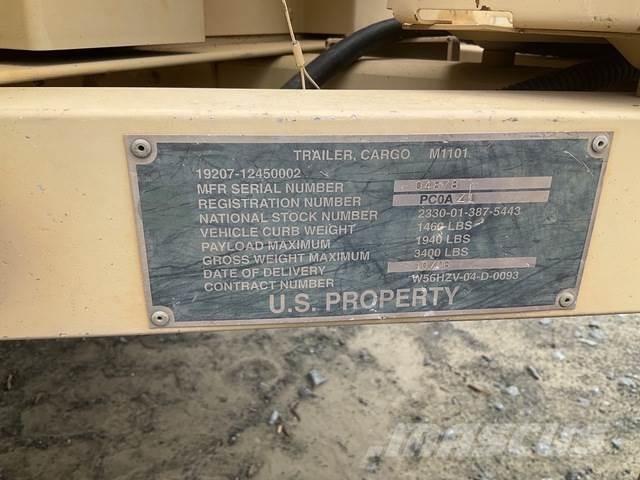 TRAILER, CARGO M1101
19207-12450002
MFR SERIAL NUMBER
REGISTRATION NUMBER PC0A
NATIONAL STOCK NUMBER 2330-01-387-5443
VEHICLE CURB WEIGHT 1460 LBS
PAYLOAD MAXIMUM 1940 LBS
GROSS WEIGHT MAXIMUM 3400 LBS
DATE OF DELIVERY
CONTRACT NUMBER W56HZV-04-D-0093
U.S. PROPERTY
MASCUS